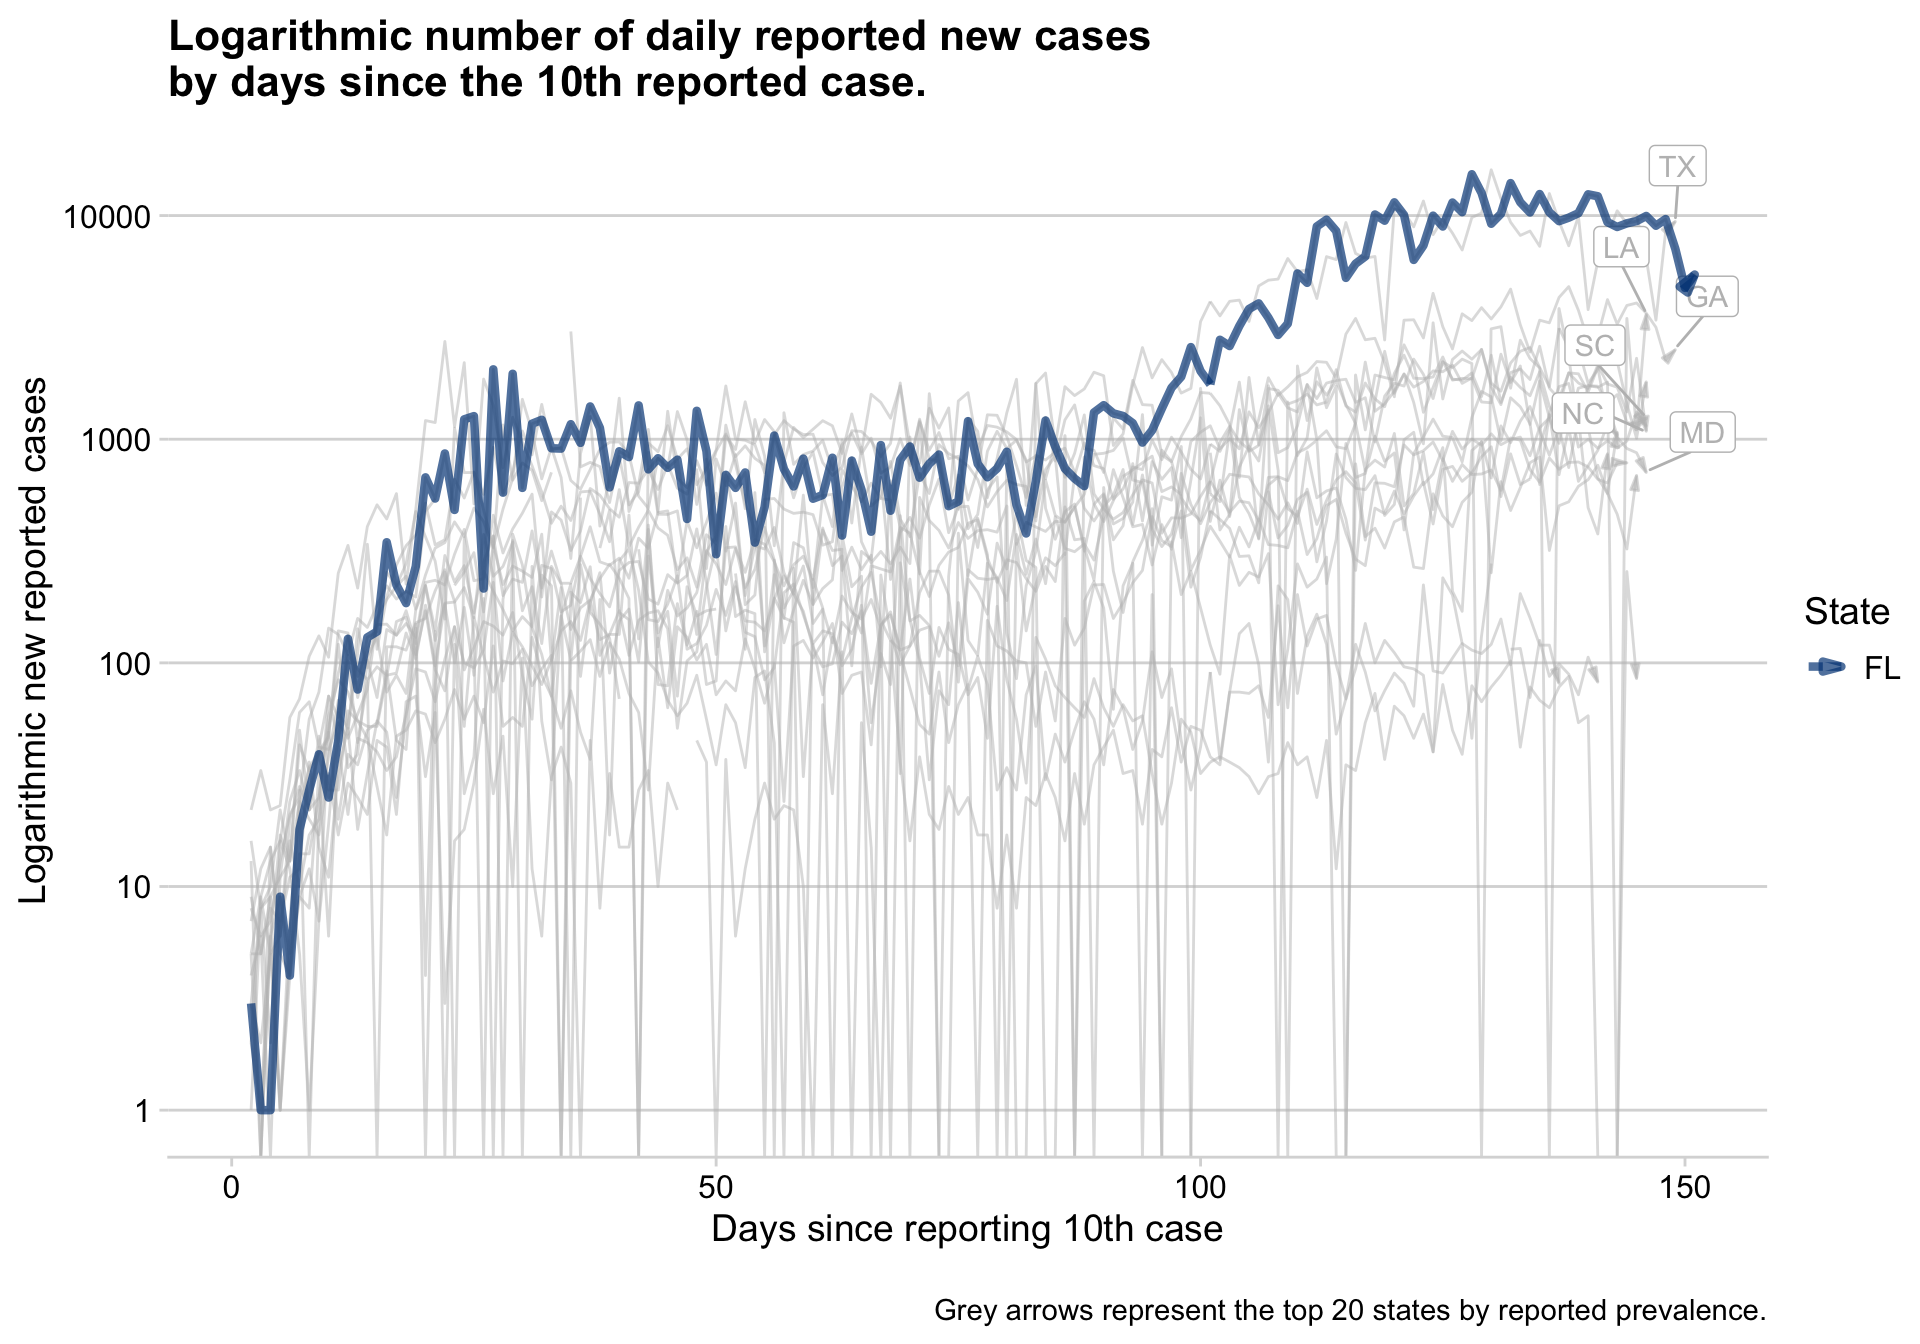 Logarithmic number of daily reported new cases
by days since the 10th reported case.
Logarithmic new reported cases
10000
1000
100
10
1
TX
LA
GA
SC
NC
MD
State
FL
0
50
100
150
Days since reporting 10th case
Grey arrows represent the top 20 states by reported prevalence.